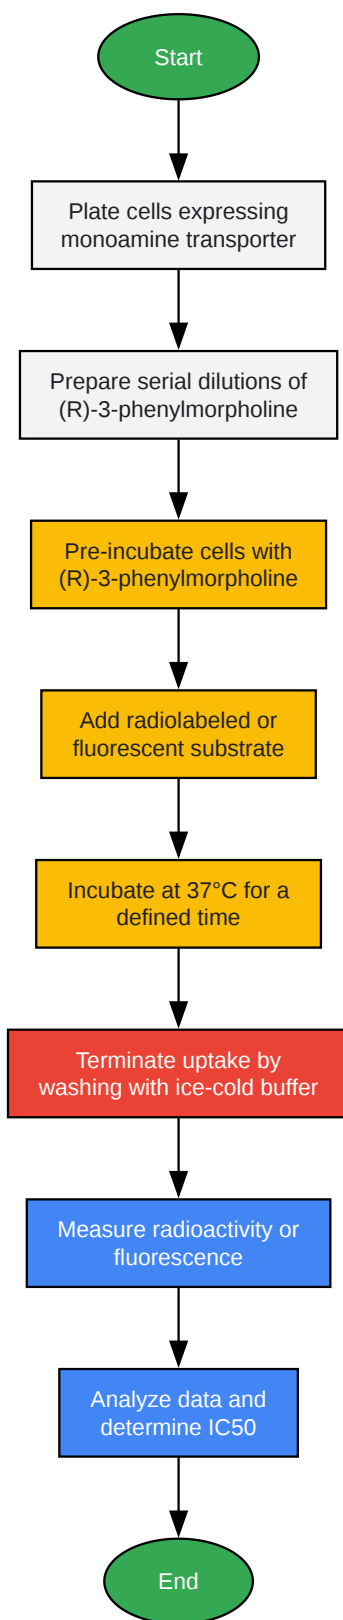 Start
Plate cells expressing
monoamine transporter
Prepare serial dilutions of
(R)-3-phenylmorpholine
Pre-incubate cells with
(R)-3-phenylmorpholine
Add radiolabeled or
fluorescent substrate
Incubate at 37°C for a
defined time
Terminate uptake by
washing with ice-cold buffer
Measure radioactivity or
fluorescence
Analyze data and
determine IC50
End